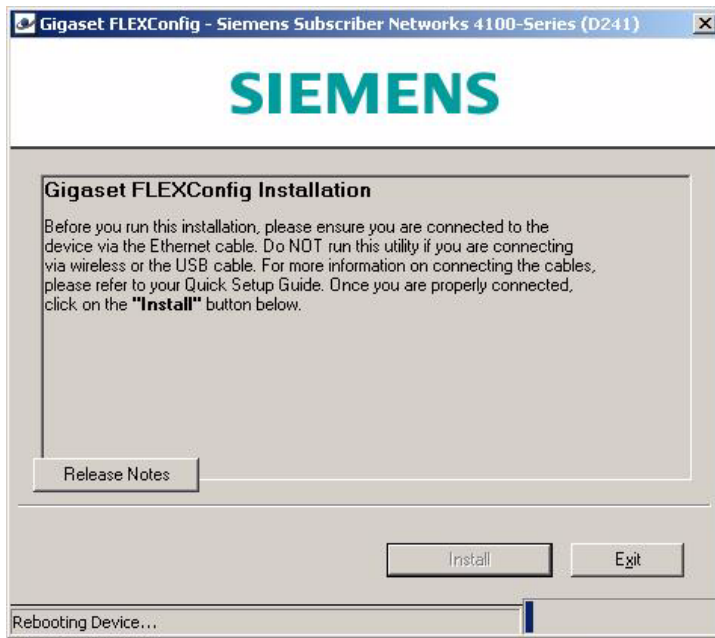 Gigaset FLEXConfig - Siemens Subscriber Networks 4100-Series (D241)
SIEMENS
Gigaset FLEXConfig Installation
Before you run this installation, please ensure you are connected to the
device via the Ethernet cable. Do NOT run this utility if you are connecting
via wireless or the USB cable. For more information on connecting the cables,
please refer to your Quick Setup Guide. Once you are properly connected,
click on the "Install" button below.
Release Notes
Install
Exit
Rebooting Device...